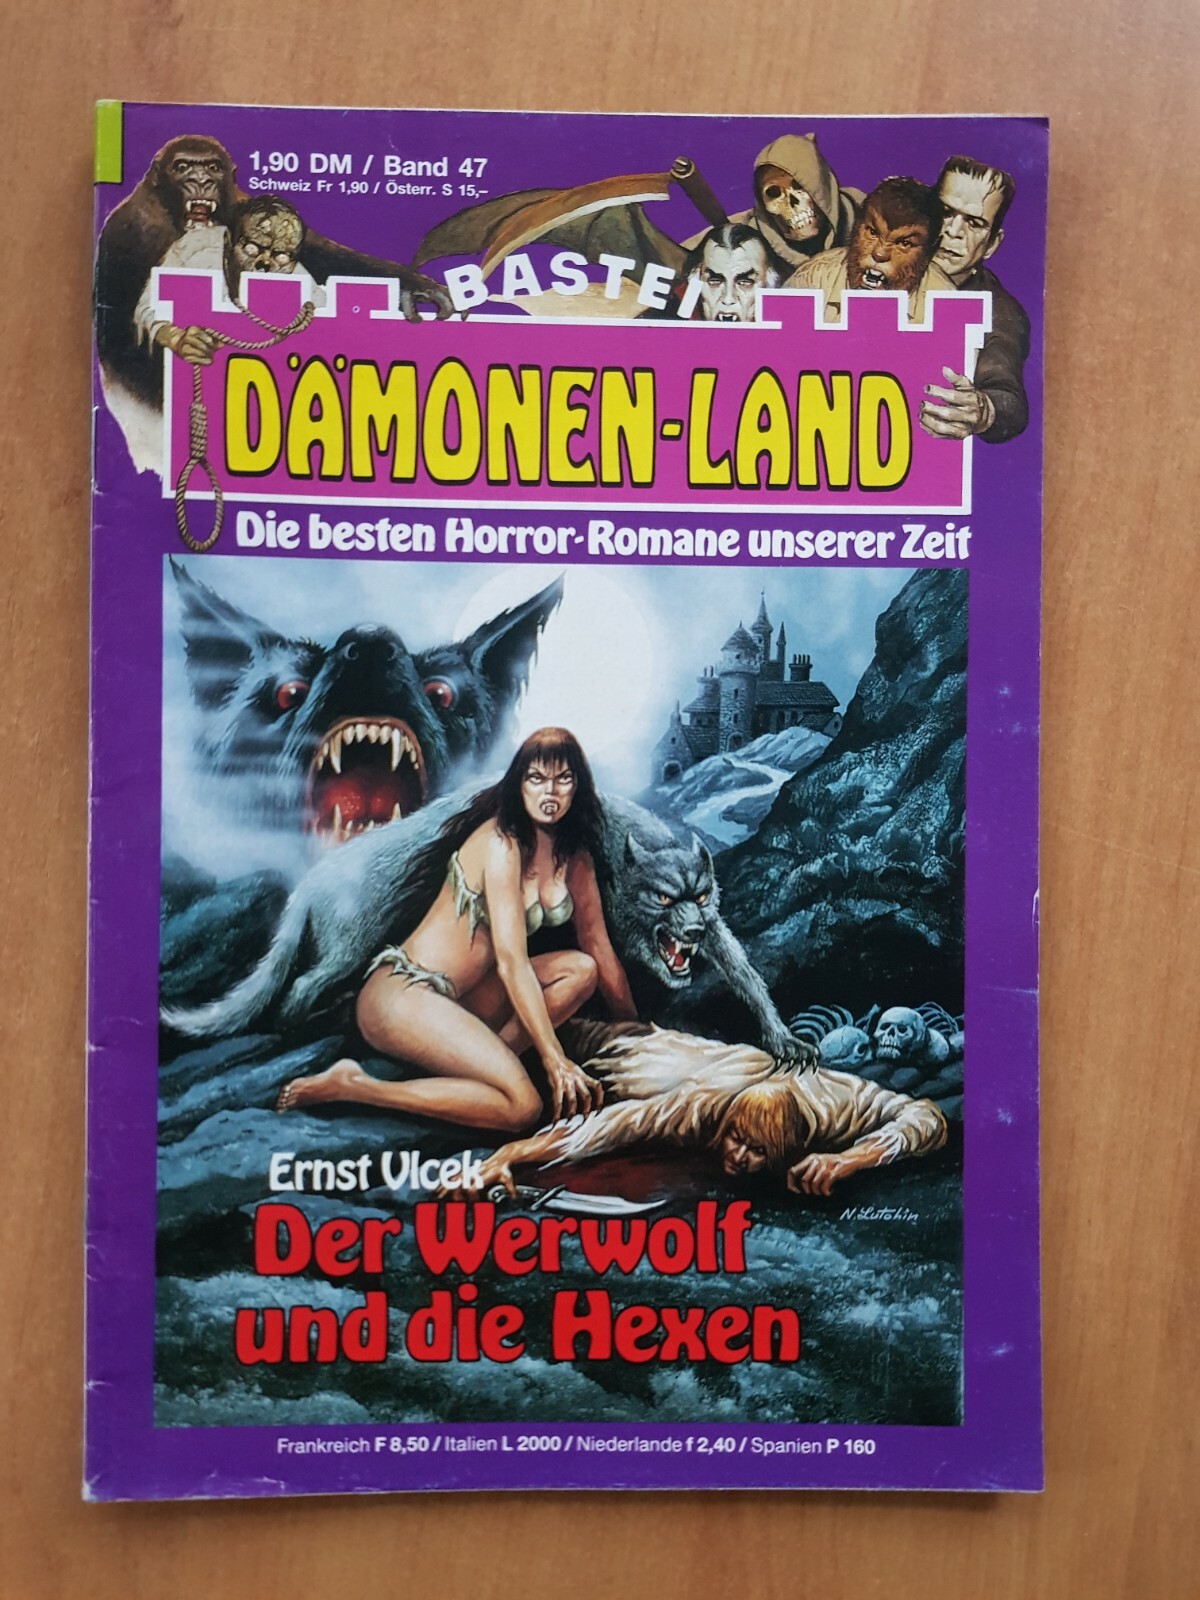 1,90 DM / Band 47
Schweiz Fr 1,90 / Österr. S 15,–
BASTEI
DÄMONEN-LAND
Die besten Horror-Romane unserer Zeit
Ernst Vlcek
N. Lutohin
Der Werwolf
und die Hexen
Frankreich F 8,50 / Italien L 2000 / Niederlande f 2,40 / Spanien P 160